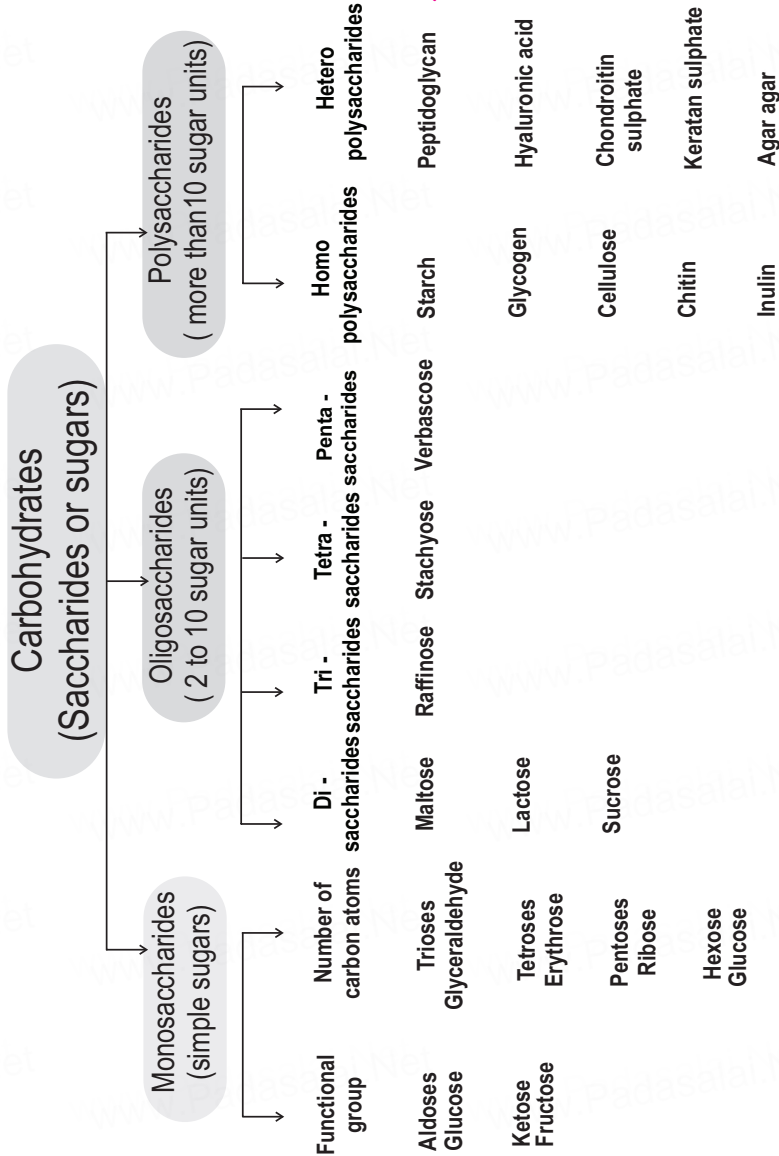 Carbohydrates
(Saccharides or sugars)
Monosaccharides
(simple sugars)
Oligosaccharides
( 2 to 10 sugar units)
Polysaccharides
( more than10 sugar units)
Functional
group
Number of
carbon atoms
Di -
saccharides
Tri -
saccharides
Tetra -
saccharides
Penta -
saccharides
Homo
polysaccharides
Hetero
polysaccharides
Aldoses
Glucose
Ketose
Fructose
Trioses
Glyceraldehyde
Tetroses
Erythrose
Pentoses
Ribose
Hexose
Glucose
Maltose
Lactose
Sucrose
Raffinose
Stachyose
Verbascose
Starch
Glycogen
Cellulose
Chitin
Inulin
Peptidoglycan
Hyaluronic acid
Chondroitin
sulphate
Keratan sulphate
Agar agar
www.Padasalai.Net